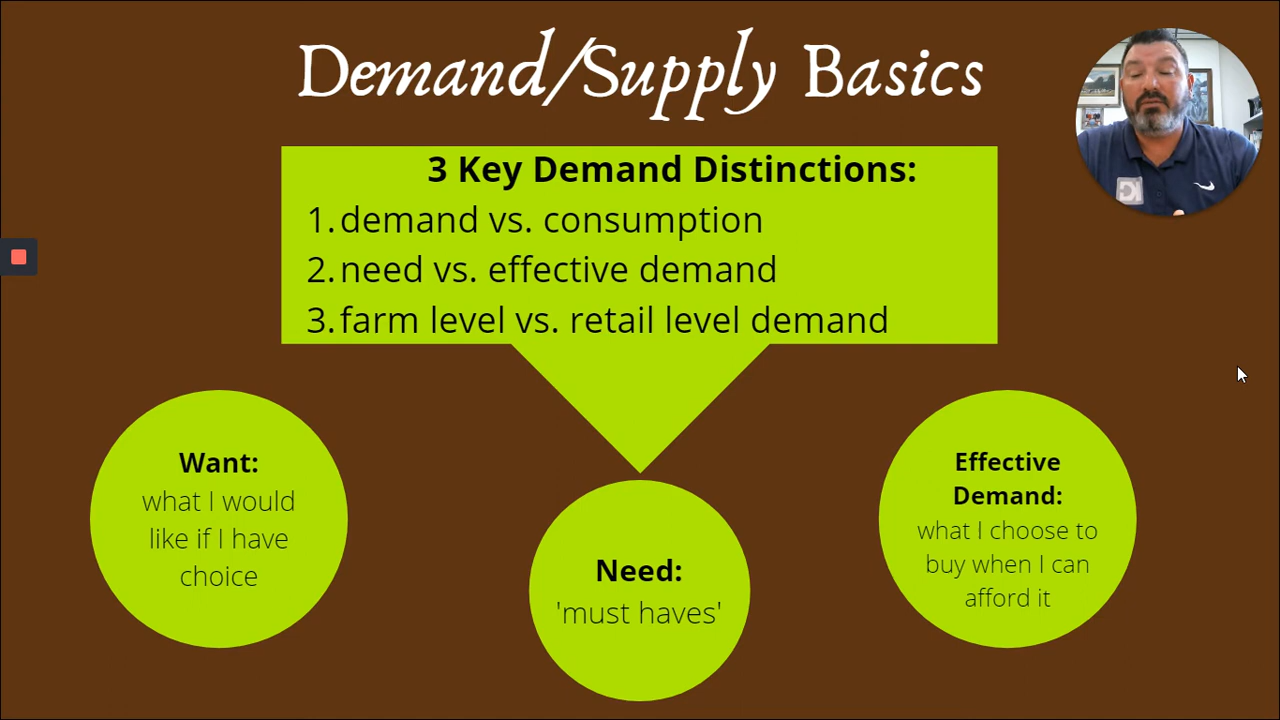 Demand/Supply Basics
3 Key Demand Distinctions:
1. demand vs. consumption
2. need vs. effective demand
3. farm level vs. retail level demand
Want:
what I would
like if I have
choice
Need:
'must haves'
Effective
Demand:
what I choose to
buy when I can
afford it